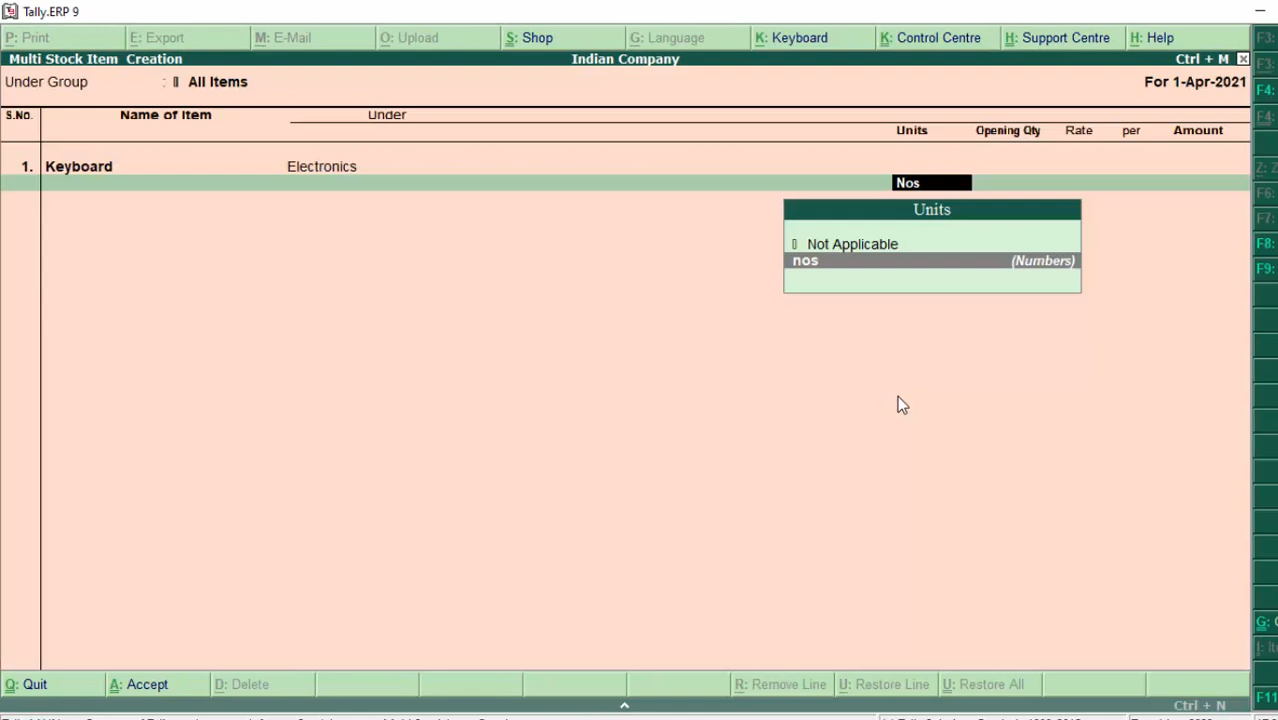 Tally.ERP 9
P: Print E: Export M: E-Mail O: Upload S: Shop G: Language K: Keyboard K: Control Centre H: Support Centre H: Help F3:
Multi Stock Item Creation Indian Company Ctrl + M F3:
Under Group : All Items For 1-Apr-2021 F4:
S.No. Name of Item Under F4:
Units Opening Qty Rate per Amount
1. Keyboard Electronics Z: Z
Nos F6:
Units F7:
Not Applicable F8:
nos (Numbers) F9:
G:
Q: Quit A: Accept D: Delete R: Remove Line U: Restore Line U: Restore All F11
Ctrl + N